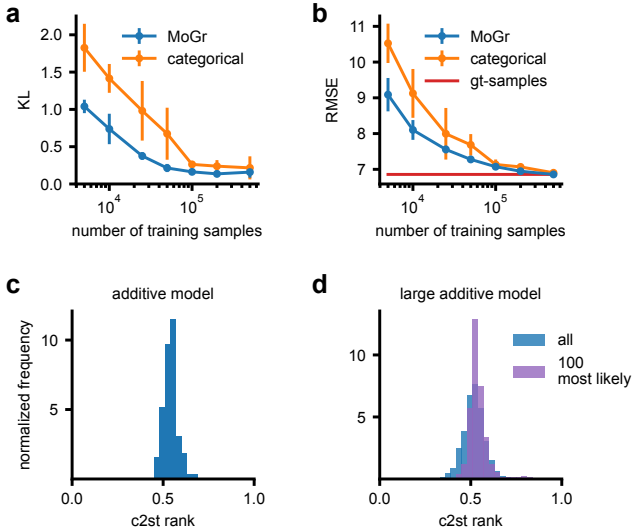 a
2.0
1.5
1.0
0.5
0.0
KL
MoGr
categorical
10^4
10^5
number of training samples
b
11
10
9
8
7
RMSE
MoGr
categorical
gt-samples
10^4
10^5
number of training samples
c
additive model
10
5
normalized frequency
0.0
0.5
1.0
c2st rank
d
large additive model
10
5
all
100
most likely
0.0
0.5
1.0
c2st rank